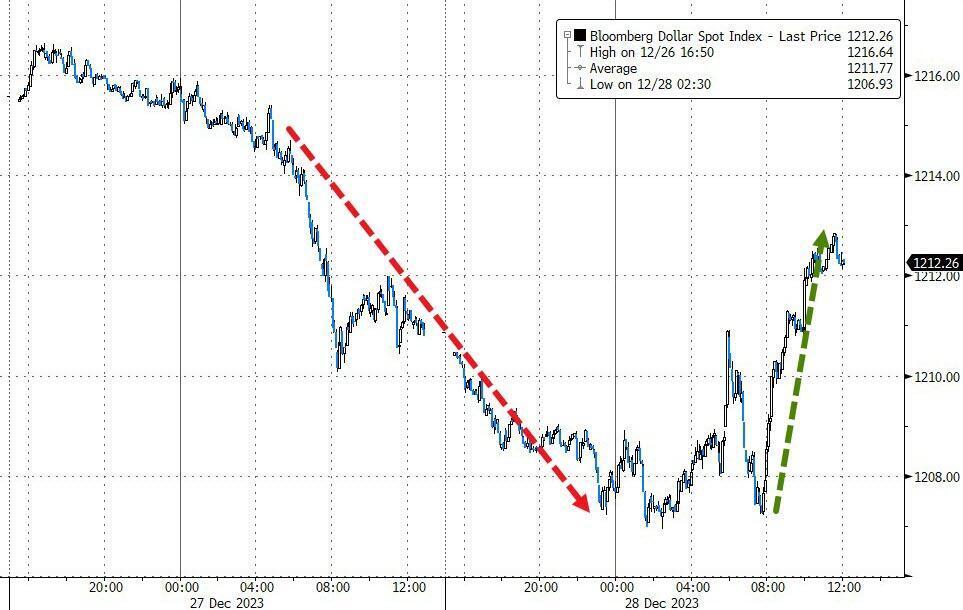 Bloomberg Dollar Spot Index - Last Price 1212.26
High on 12/26 16:50 1216.64
Average 1211.77
Low on 12/28 02:30 1206.93
1216.00
1214.00
1212.26
1212.00
1210.00
1208.00
20:00 00:00 04:00 08:00 12:00 20:00 00:00 04:00 08:00 12:00
27 Dec 2023 28 Dec 2023